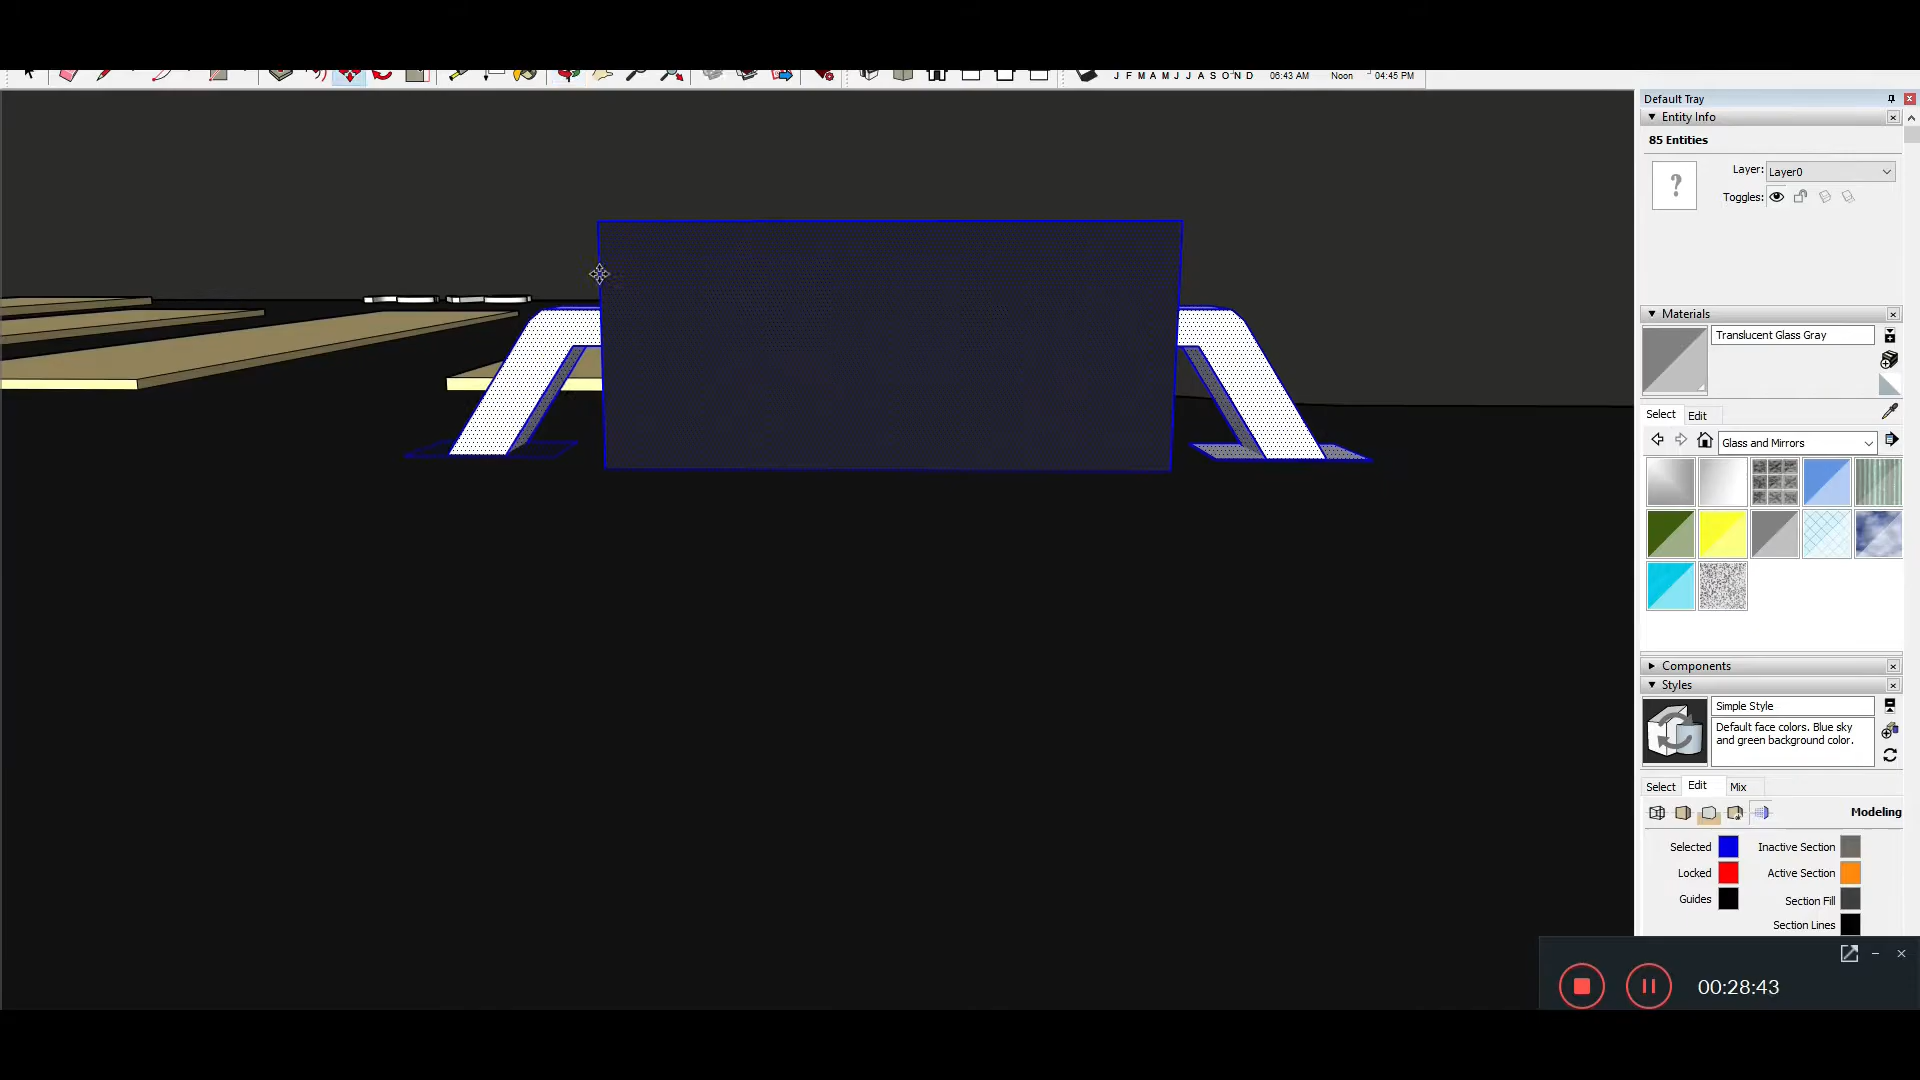 J F M A M J J A S O N D 06:43 AM Noon 04:45 PM
Default Tray
Entity Info
85 Entities
Layer: Layer0
?
Toggles:
Materials
Translucent Glass Gray
Select Edit
Glass and Mirrors
Components
Styles
Simple Style
Default face colors. Blue sky
and green background color.
Select Edit Mix
Modeling
Selected Inactive Section
Locked Active Section
Guides Section Fill
Section Lines
00:28:43